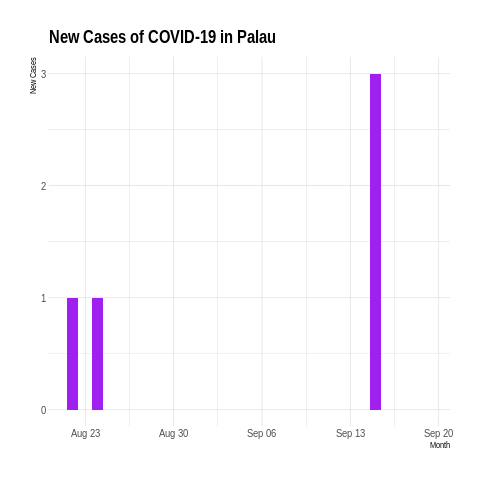 New Cases of COVID-19 in Palau
New Cases
3
2
1
0
Aug 23
Aug 30
Sep 06
Sep 13
Sep 20
Month